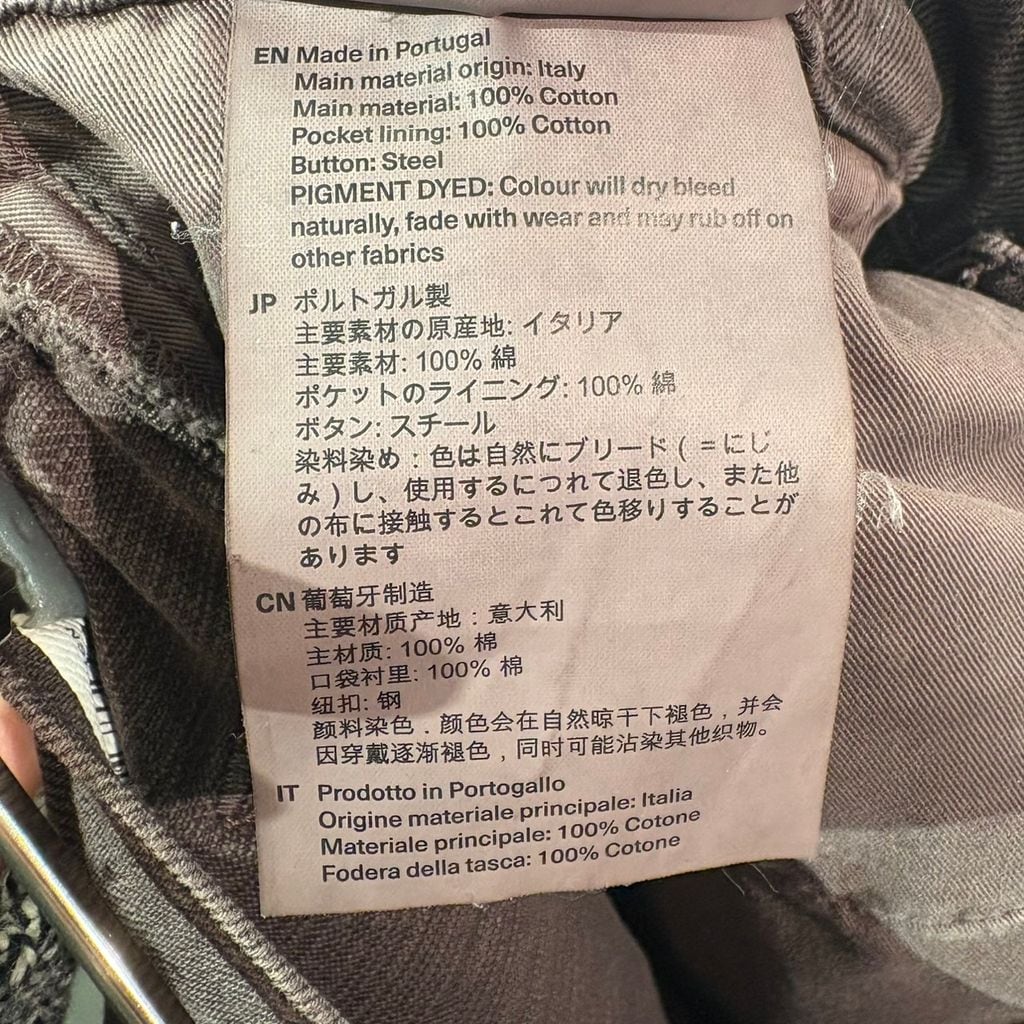 EN Made in Portugal
Main material origin: Italy
Main material: 100% Cotton
Pocket lining: 100% Cotton
Button: Steel
PIGMENT DYED: Colour will dry bleed
naturally, fade with wear and may rub off on
other fabrics
JP ポルトガル製
主要素材の原産地: イタリア
主要素材: 100% 綿
ポケットのライニング: 100% 綿
ボタン: スチール
染料染め : 色は自然にブリード ( = にじ
み ) し、使用するにつれて退色し、また他
の布に接触するとこれて色移りすることが
あります
CN 葡萄牙制造
主要材质产地 : 意大利
主材质: 100% 棉
口袋衬里: 100% 棉
纽扣: 钢
颜料染色 . 颜色会在自然晾干下褪色 , 并会
因穿戴逐渐褪色 , 同时可能沾染其他织物。
IT Prodotto in Portogallo
Origine materiale principale: Italia
Materiale principale: 100% Cotone
Fodera della tasca: 100% Cotone